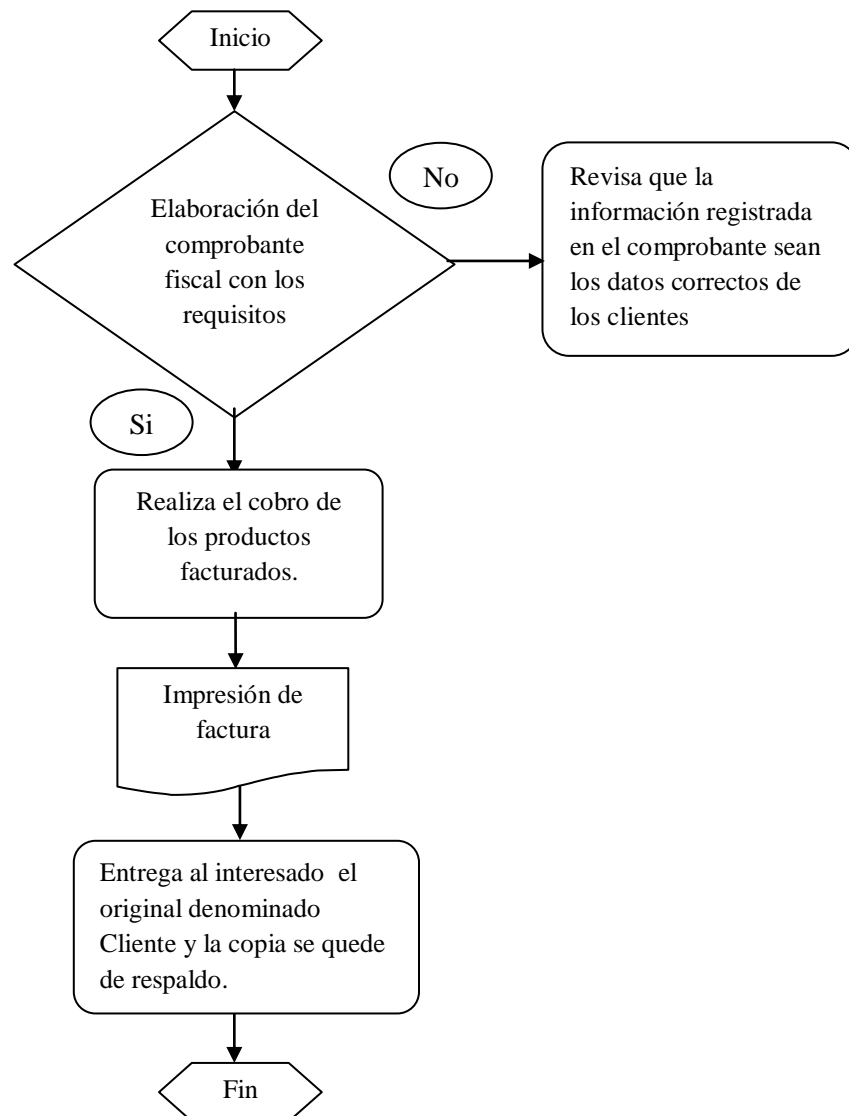 Inicio
Elaboración del
comprobante
fiscal con los
requisitos
No
Revisa que la
información registrada
en el comprobante sean
los datos correctos de
los clientes
Si
Realiza el cobro de
los productos
facturados.
Impresión de
factura
Entrega al interesado el
original denominado
Cliente y la copia se quede
de respaldo.
Fin